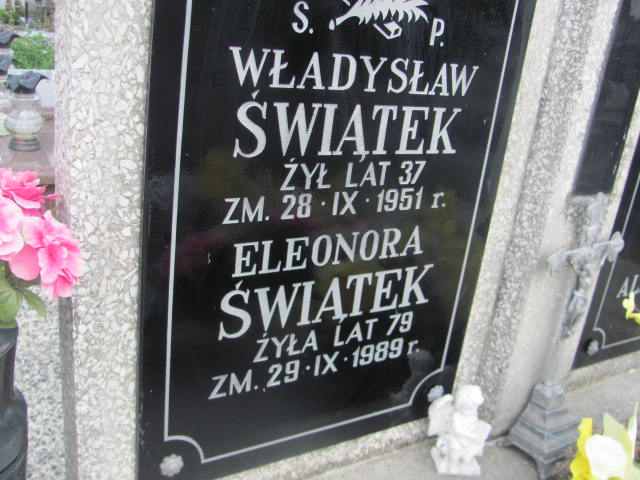 Ś. P.
WŁADYSŁAW
ŚWIĄTEK
ŻYŁ LAT 37
ZM. 28 · IX · 1951 r.
ELEONORA
ŚWIĄTEK
ŻYŁA LAT 79
ZM. 29 · IX · 1989 r.